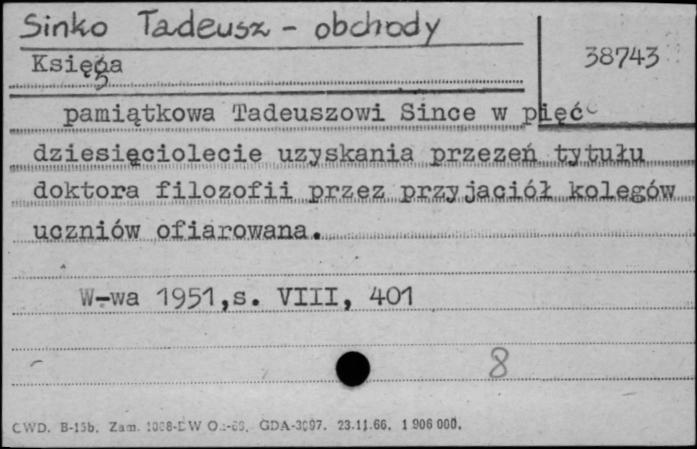 Sinko Tadeusz - obchody
38743
Księga
pamiątkowa Tadeuszowi Since w pięć
dziesięciolecie uzyskania przezeń tytułu
doktora filozofii przez przyjaciół kolegów
uczniów ofiarowana.
W-wa 1951,s. VIII, 401
8
CWD. B-15b. Zam. GDA-3097. 23.11.66. 1 906 000.